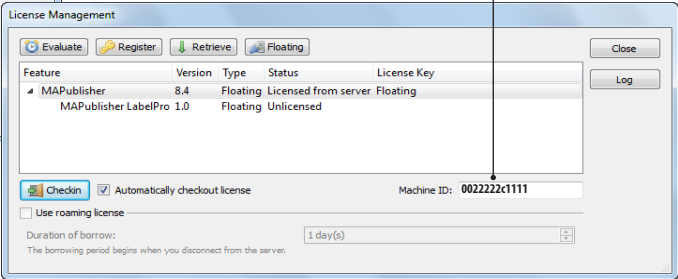 License Management
Evaluate Register Retrieve Floating Close
Feature Version Type Status License Key
Log
MAPublisher 8.4 Floating Licensed from server Floating
MAPublisher LabelPro 1.0 Floating Unlicensed
Checkin Automatically checkout license Machine ID: 0022222c1111
Use roaming license
Duration of borrow: 1 day(s)
The borrowing period begins when you disconnect from the server.